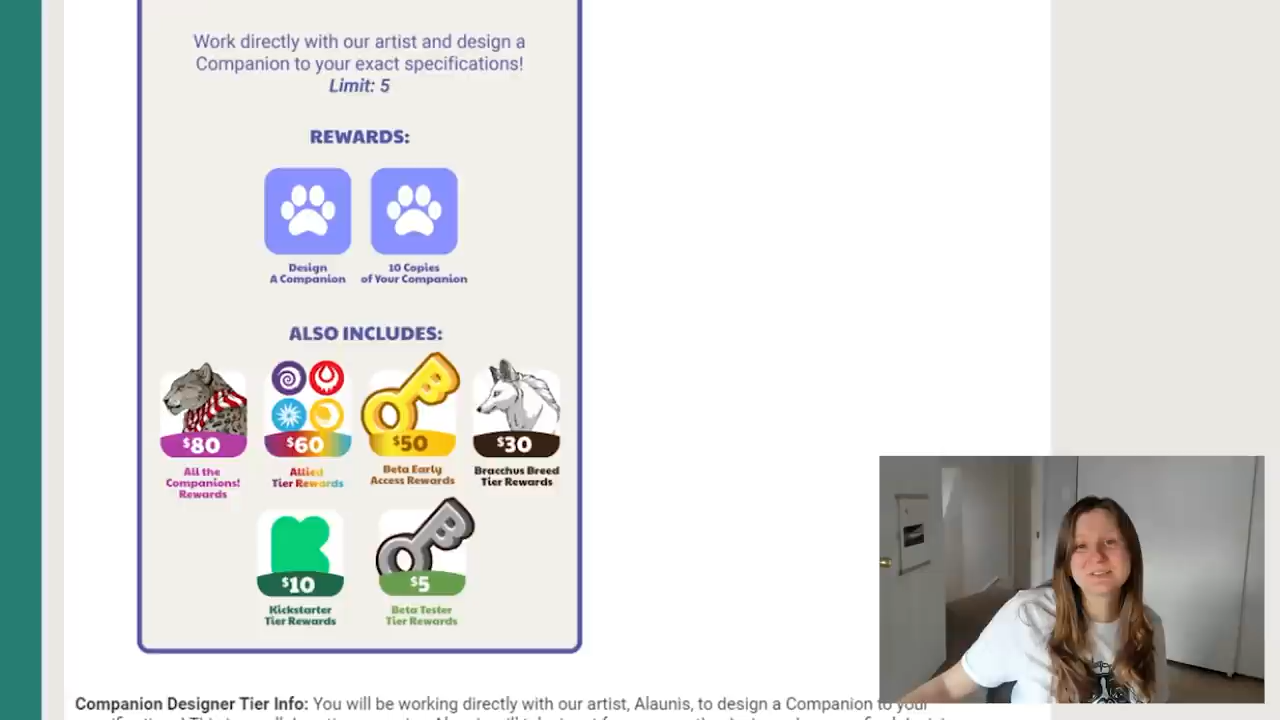 Work directly with our artist and design a
Companion to your exact specifications!
Limit: 5
REWARDS:
Design
A Companion
10 Copies
of Your Companion
ALSO INCLUDES:
$80
$60
$50
$30
All the
Companions!
Rewards
Allied
Tier Rewards
Beta Early
Access Rewards
Bracchus Breed
Tier Rewards
$10
$5
Kickstarter
Tier Rewards
Beta Tester
Tier Rewards
Companion Designer Tier Info: You will be working directly with our artist, Alaunis, to design a Companion to your